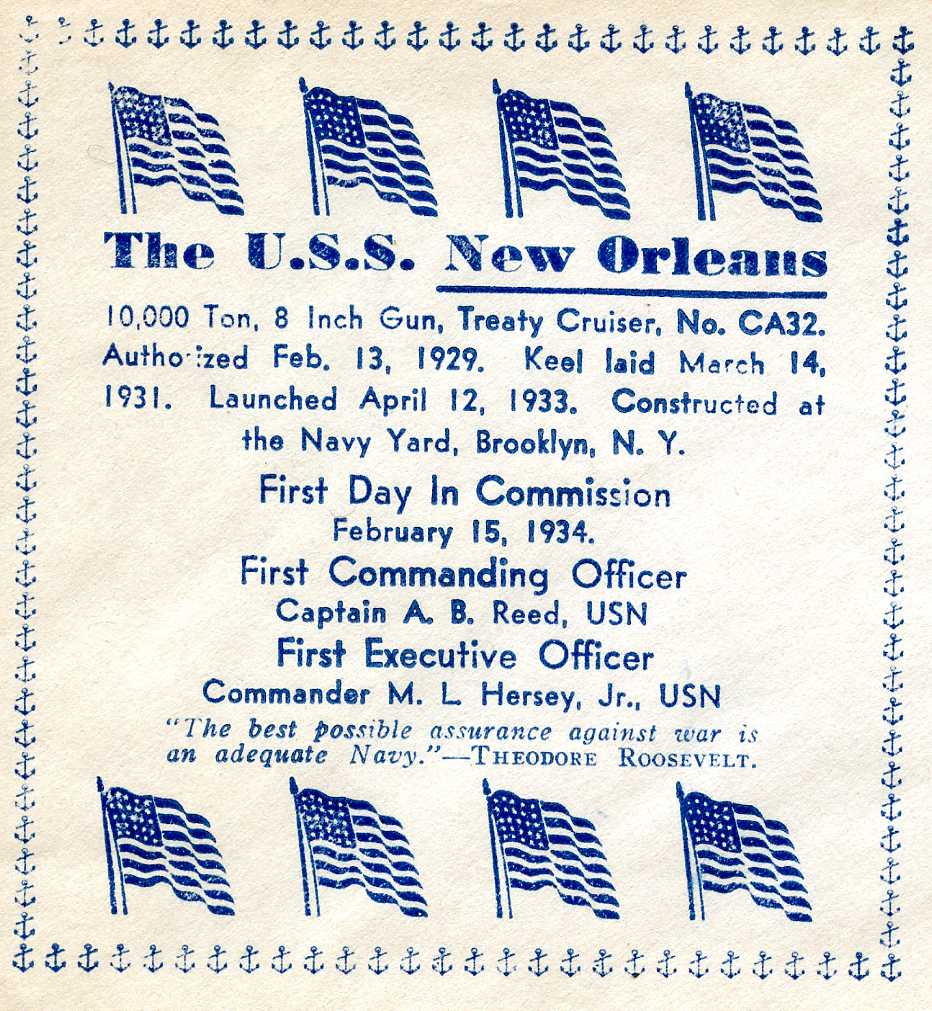 The U.S.S. New Orleans
10,000 Ton, 8 Inch Gun, Treaty Cruiser, No. CA32.
Authorized Feb. 13, 1929. Keel laid March 14,
1931. Launched April 12, 1933. Constructed at
the Navy Yard, Brooklyn, N. Y.
First Day In Commission
February 15, 1934.
First Commanding Officer
Captain A. B. Reed, USN
First Executive Officer
Commander M. L. Hersey, Jr., USN
"The best possible assurance against war is
an adequate Navy."—THEODORE ROOSEVELT.